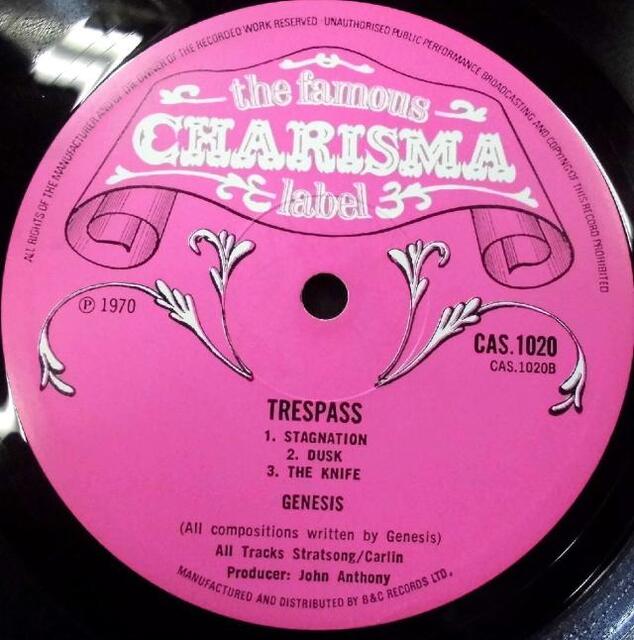 ALL RIGHTS OF THE MANUFACTURER AND OF THE OWNER OF THE RECORDED WORK RESERVED · UNAUTHORISED PUBLIC PERFORMANCE BROADCASTING AND COPYING OF THIS RECORD PROHIBITED
the famous
CHARISMA
label
℗ 1970
CAS.1020
CAS.1020B
TRESPASS
1. STAGNATION
2. DUSK
3. THE KNIFE
GENESIS
(All compositions written by Genesis)
All Tracks Stratsong/Carlin
Producer: John Anthony
MANUFACTURED AND DISTRIBUTED BY B&C RECORDS LTD.